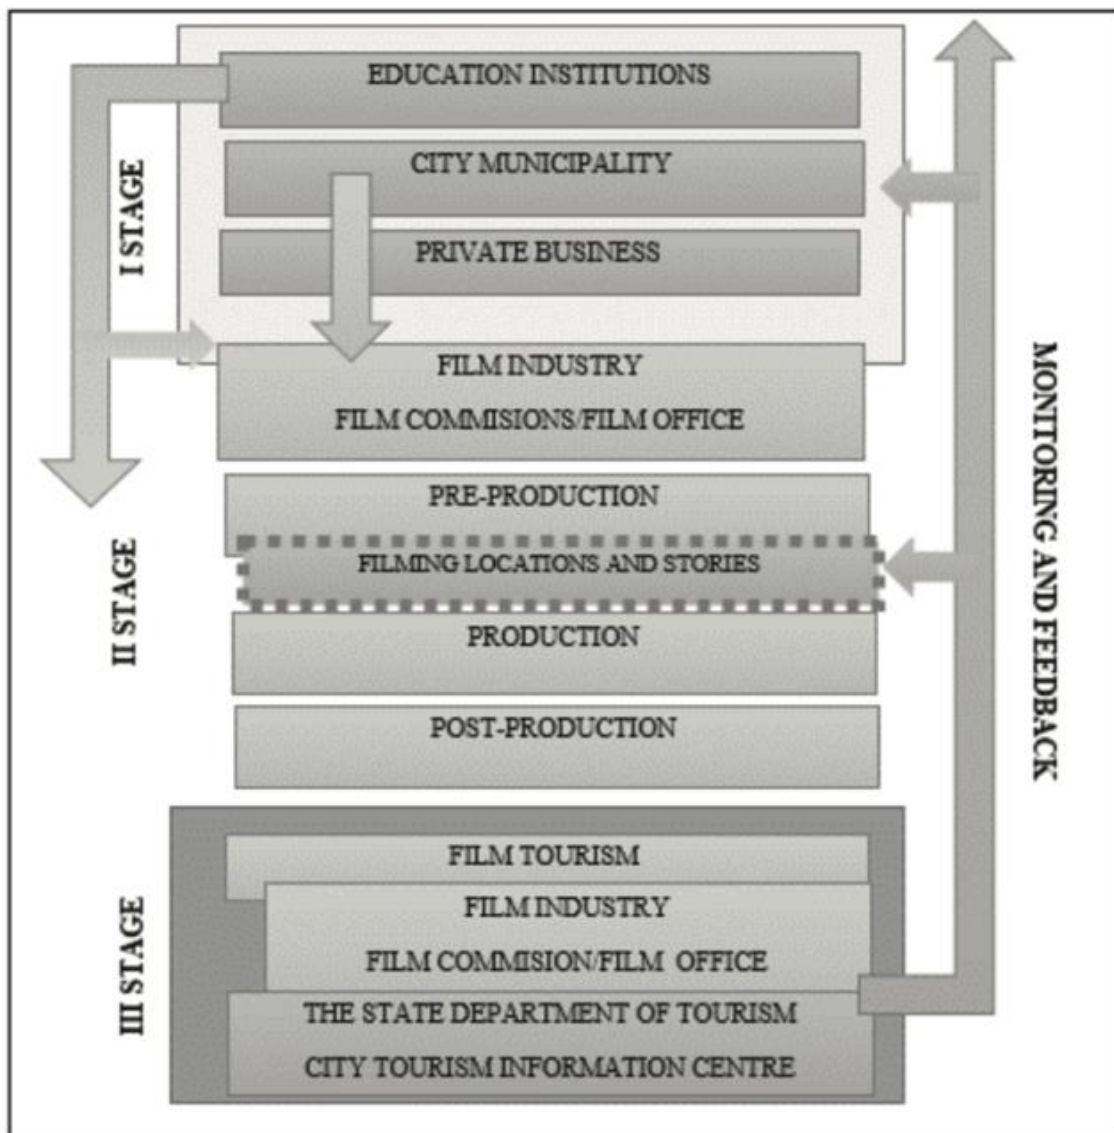 I STAGE
EDUCATION INSTITUTIONS
CITY MUNICIPALITY
PRIVATE BUSINESS
FILM INDUSTRY
FILM COMMISIONS/FILM OFFICE
II STAGE
PRE-PRODUCTION
FILMING LOCATIONS AND STORIES
PRODUCTION
POST-PRODUCTION
III STAGE
FILM TOURISM
FILM INDUSTRY
FILM COMMISION/FILM OFFICE
THE STATE DEPARTMENT OF TOURISM
CITY TOURISM INFORMATION CENTRE
MONITORING AND FEEDBACK